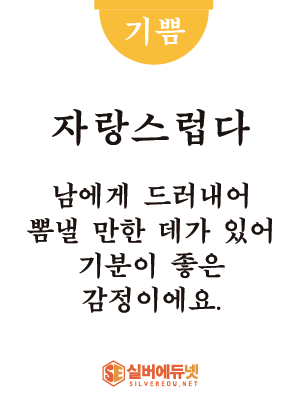 기쁨
자랑스럽다
남에게 드러내어
뽐낼 만한 데가 있어
기분이 좋은
감정이에요.
SE 실버에듀넷
SILVEREDU.NET